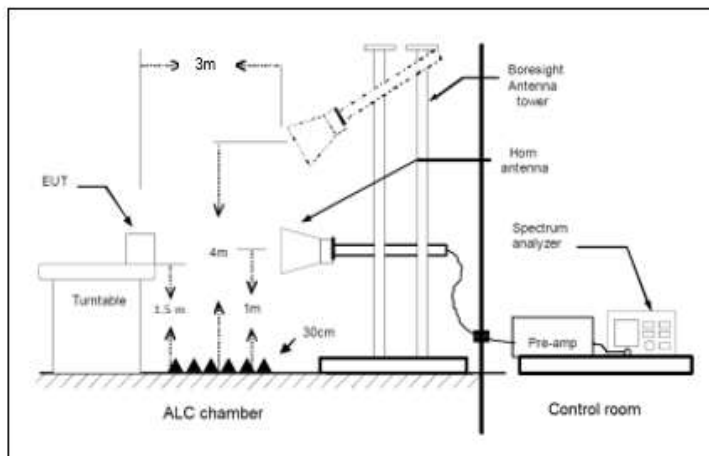 3m
Boresight
Antenna
tower
Horn
antenna
EUT
Spectrum
analyzer
4m
Turntable
1.5 m
1m
30cm
Pre-amp
ALC chamber
Control room